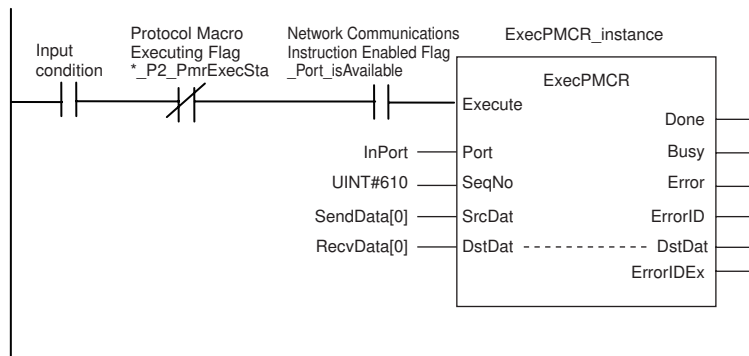 Input
condition
Protocol Macro
Executing Flag
*_P2_PmrExecSta
Network Communications
Instruction Enabled Flag
_Port_isAvailable
ExecPMCR_instance
ExecPMCR
Execute
Done
InPort
Port
Busy
UINT#610
SeqNo
Error
SendData[0]
SrcDat
ErrorID
RecvData[0]
DstDat
DstDat
ErrorIDEx